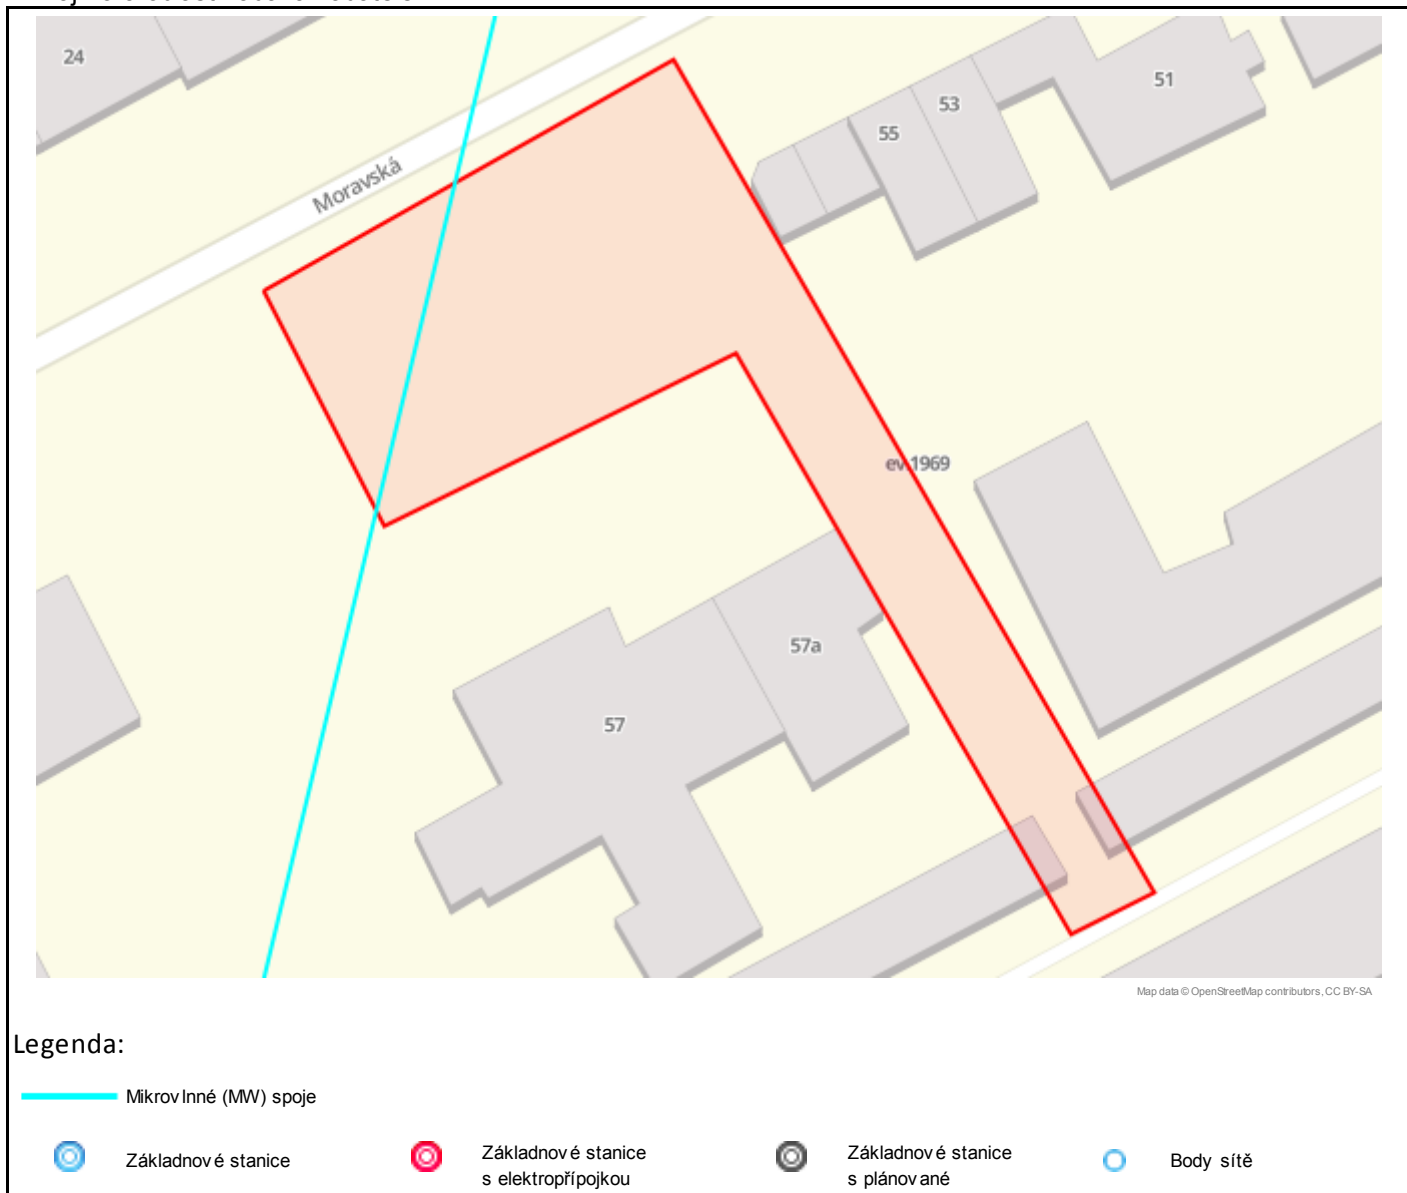 24
51
53
55
Moravská
ev.1969
57a
57
Map data © OpenStreetMap contributors, CC BY-SA
Legenda:
Mikrovlnné (MW) spoje
Základnové stanice
Základnové stanice
s elektropřípojkou
Základnové stanice
s plánované
Body sítě